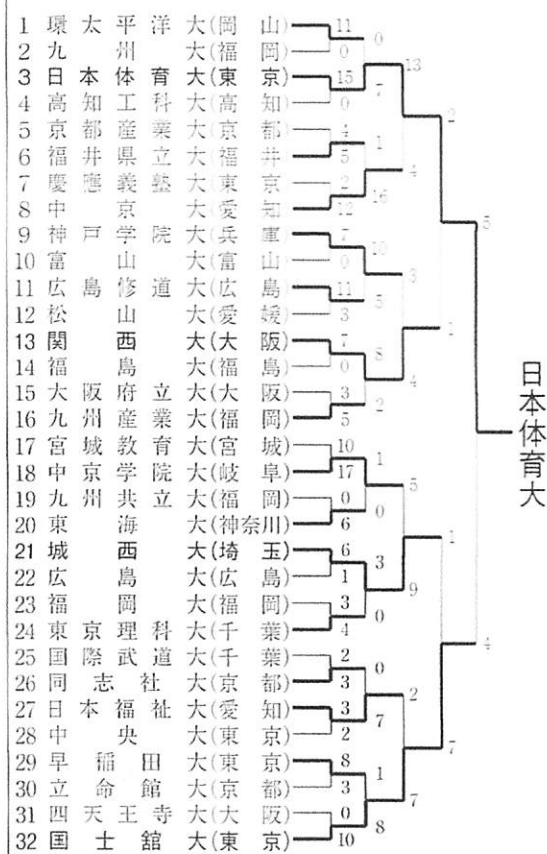 1 環太平洋大(岡山) 11
2 九州大(福岡) 0
3 日本体育大(東京) 15
4 高知工科大(高知) 0
5 京都産業大(京都) 4
6 福井県立大(福井) 5
7 慶應義塾大(東京) 2
8 中京大(愛知) 12
9 神戸学院大(兵庫) 7
10 富山大(富山) 0
11 広島修道大(広島) 11
12 松山大(愛媛) 3
13 関西大(大阪) 7
14 福島大(福島) 0
15 大阪府立大(大阪) 3
16 九州産業大(福岡) 5
17 宮城教育大(宮城) 10
18 中京学院大(岐阜) 17
19 九州共立大(福岡) 0
20 東海大(神奈川) 6
21 城西大(埼玉) 6
22 広島大(広島) 1
23 福岡大(福岡) 3
24 東京理科大(千葉) 4
25 国際武道大(千葉) 2
26 同志社大(京都) 3
27 日本福祉大(愛知) 3
28 中央大(東京) 2
29 早稲田大(東京) 8
30 立命館大(京都) 3
31 四天王寺大(大阪) 0
32 国士舘大(東京) 10
0
7
1
16
10
5
8
2
1
0
3
0
0
7
1
8
13
4
3
4
5
9
2
7
2
1
1
7
5
4
日本体育大